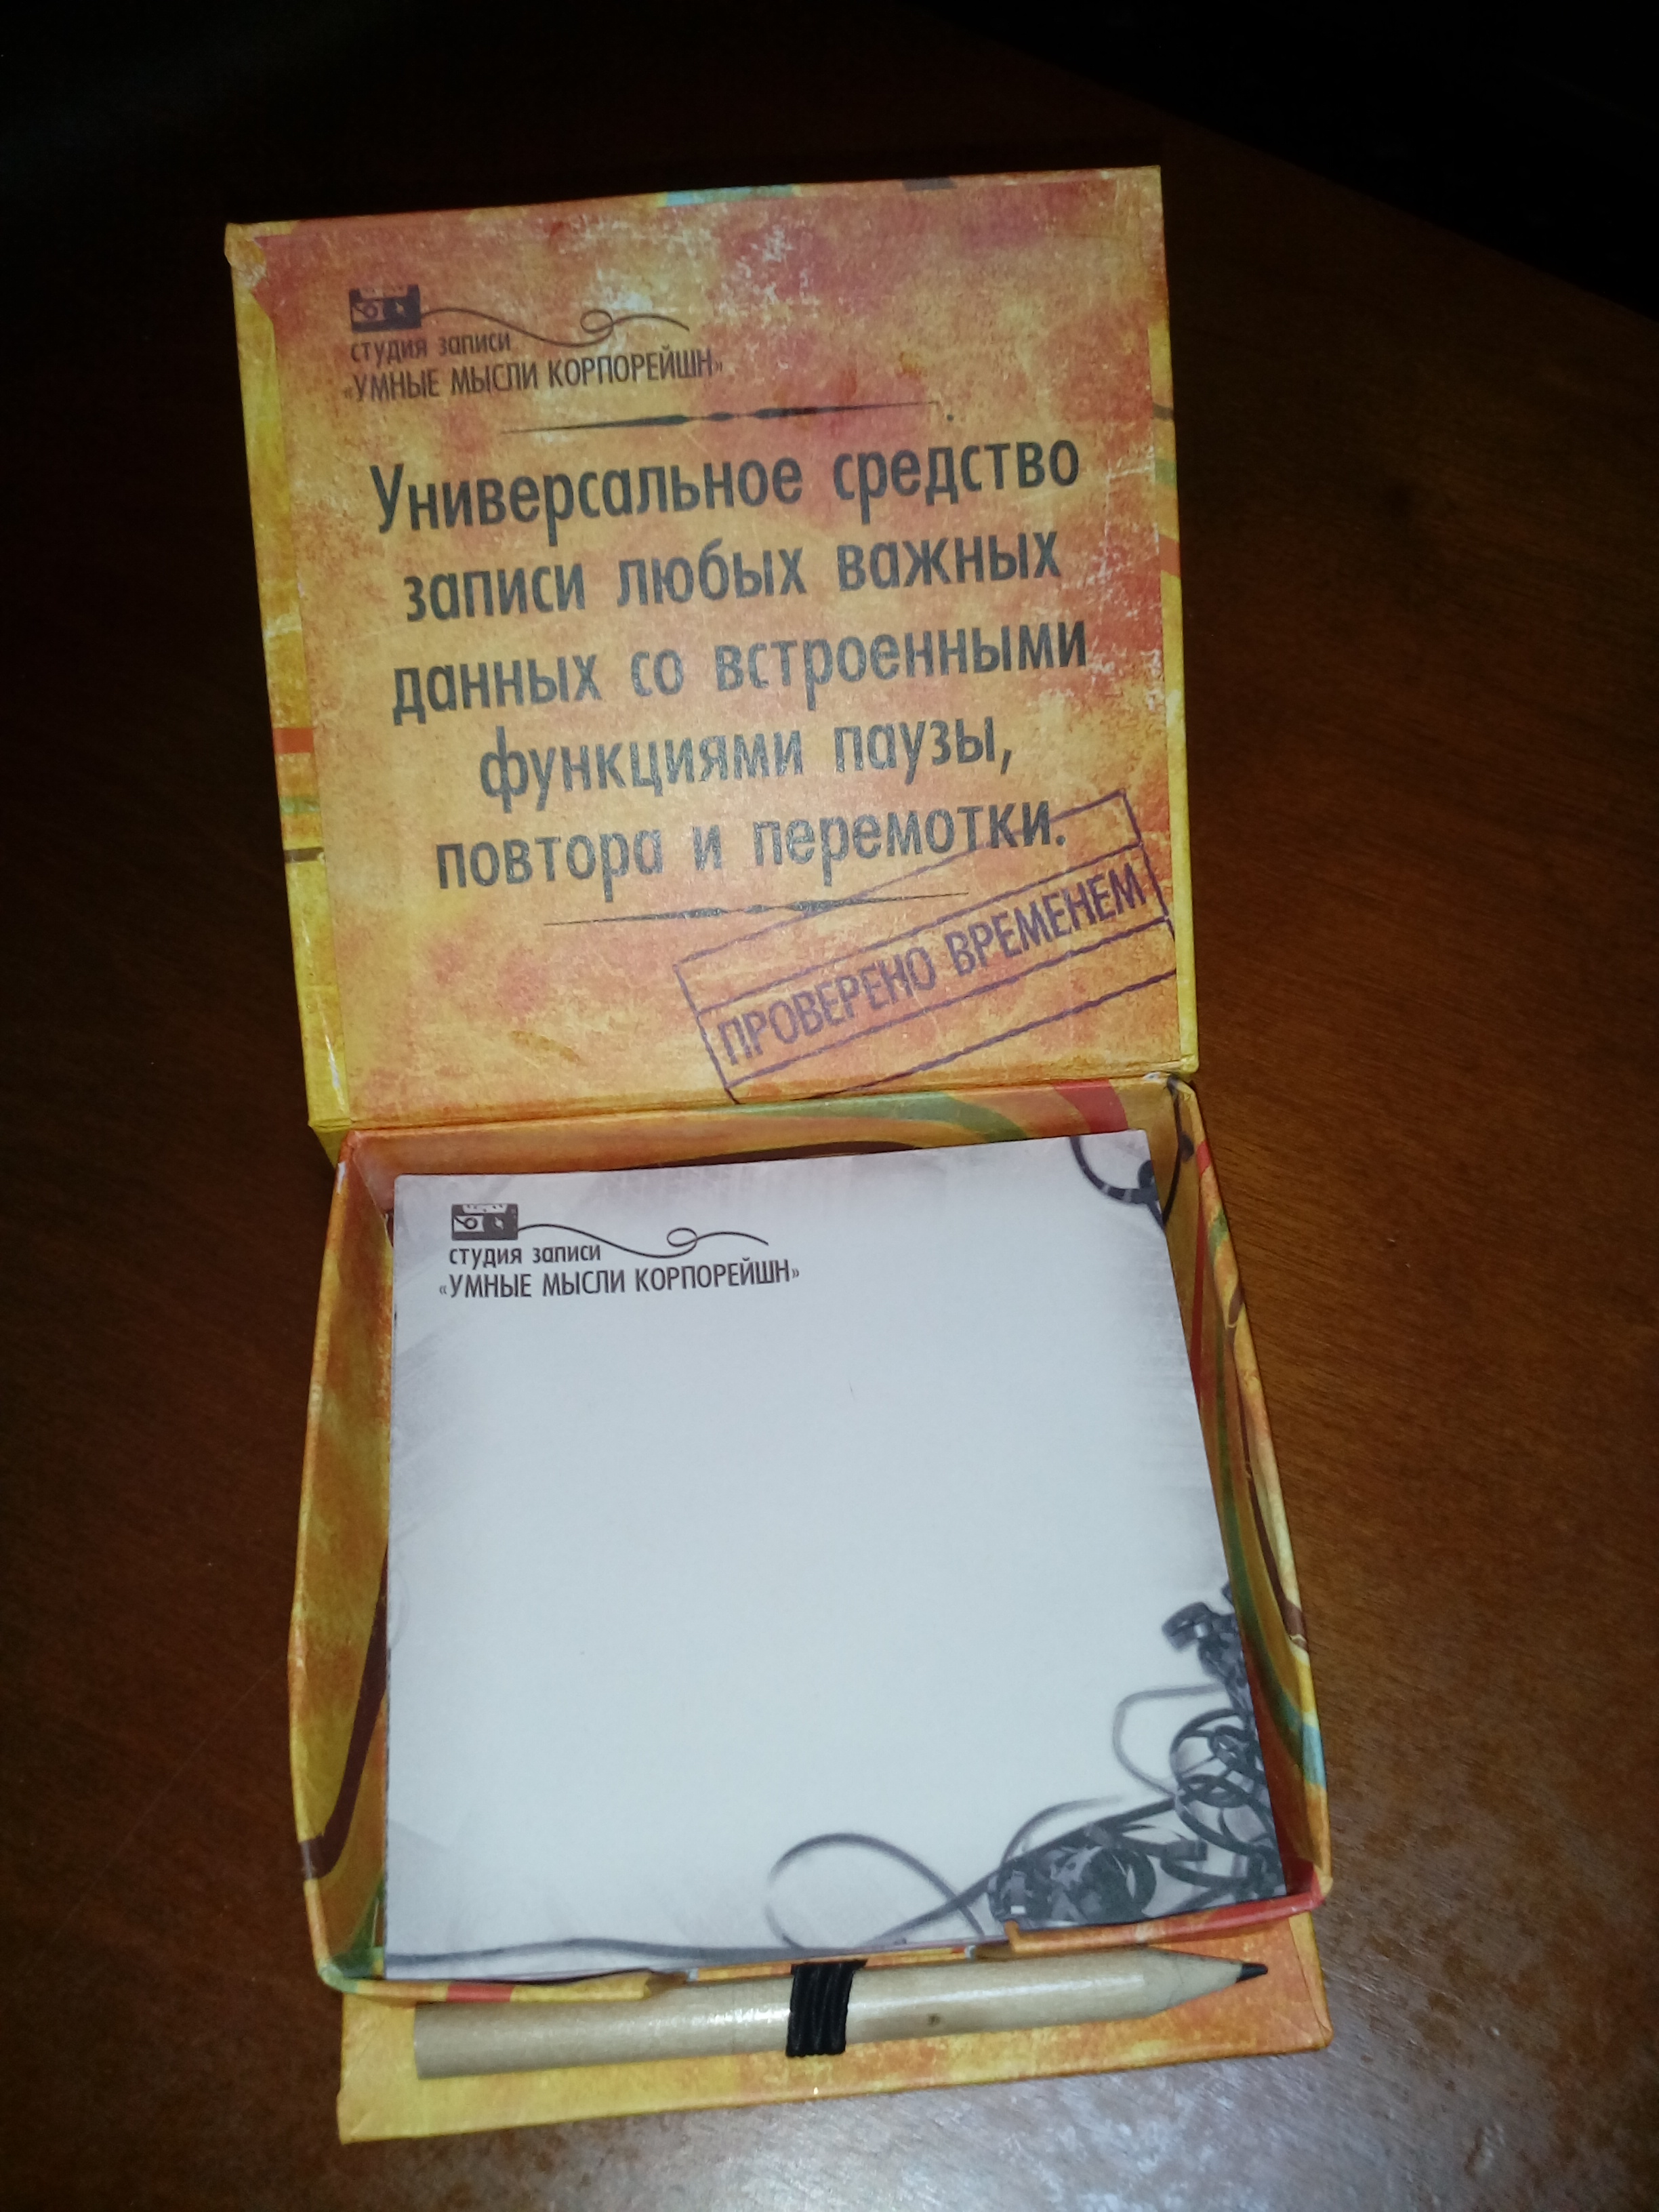 студия записи
«УМНЫЕ МЫСЛИ КОРПОРЕЙШН»
Универсальное средство
записи любых важных
данных со встроенными
функциями паузы,
повтора и перемотки.
ПРОВЕРЕНО ВРЕМЕНЕМ
студия записи
«УМНЫЕ МЫСЛИ КОРПОРЕЙШН»